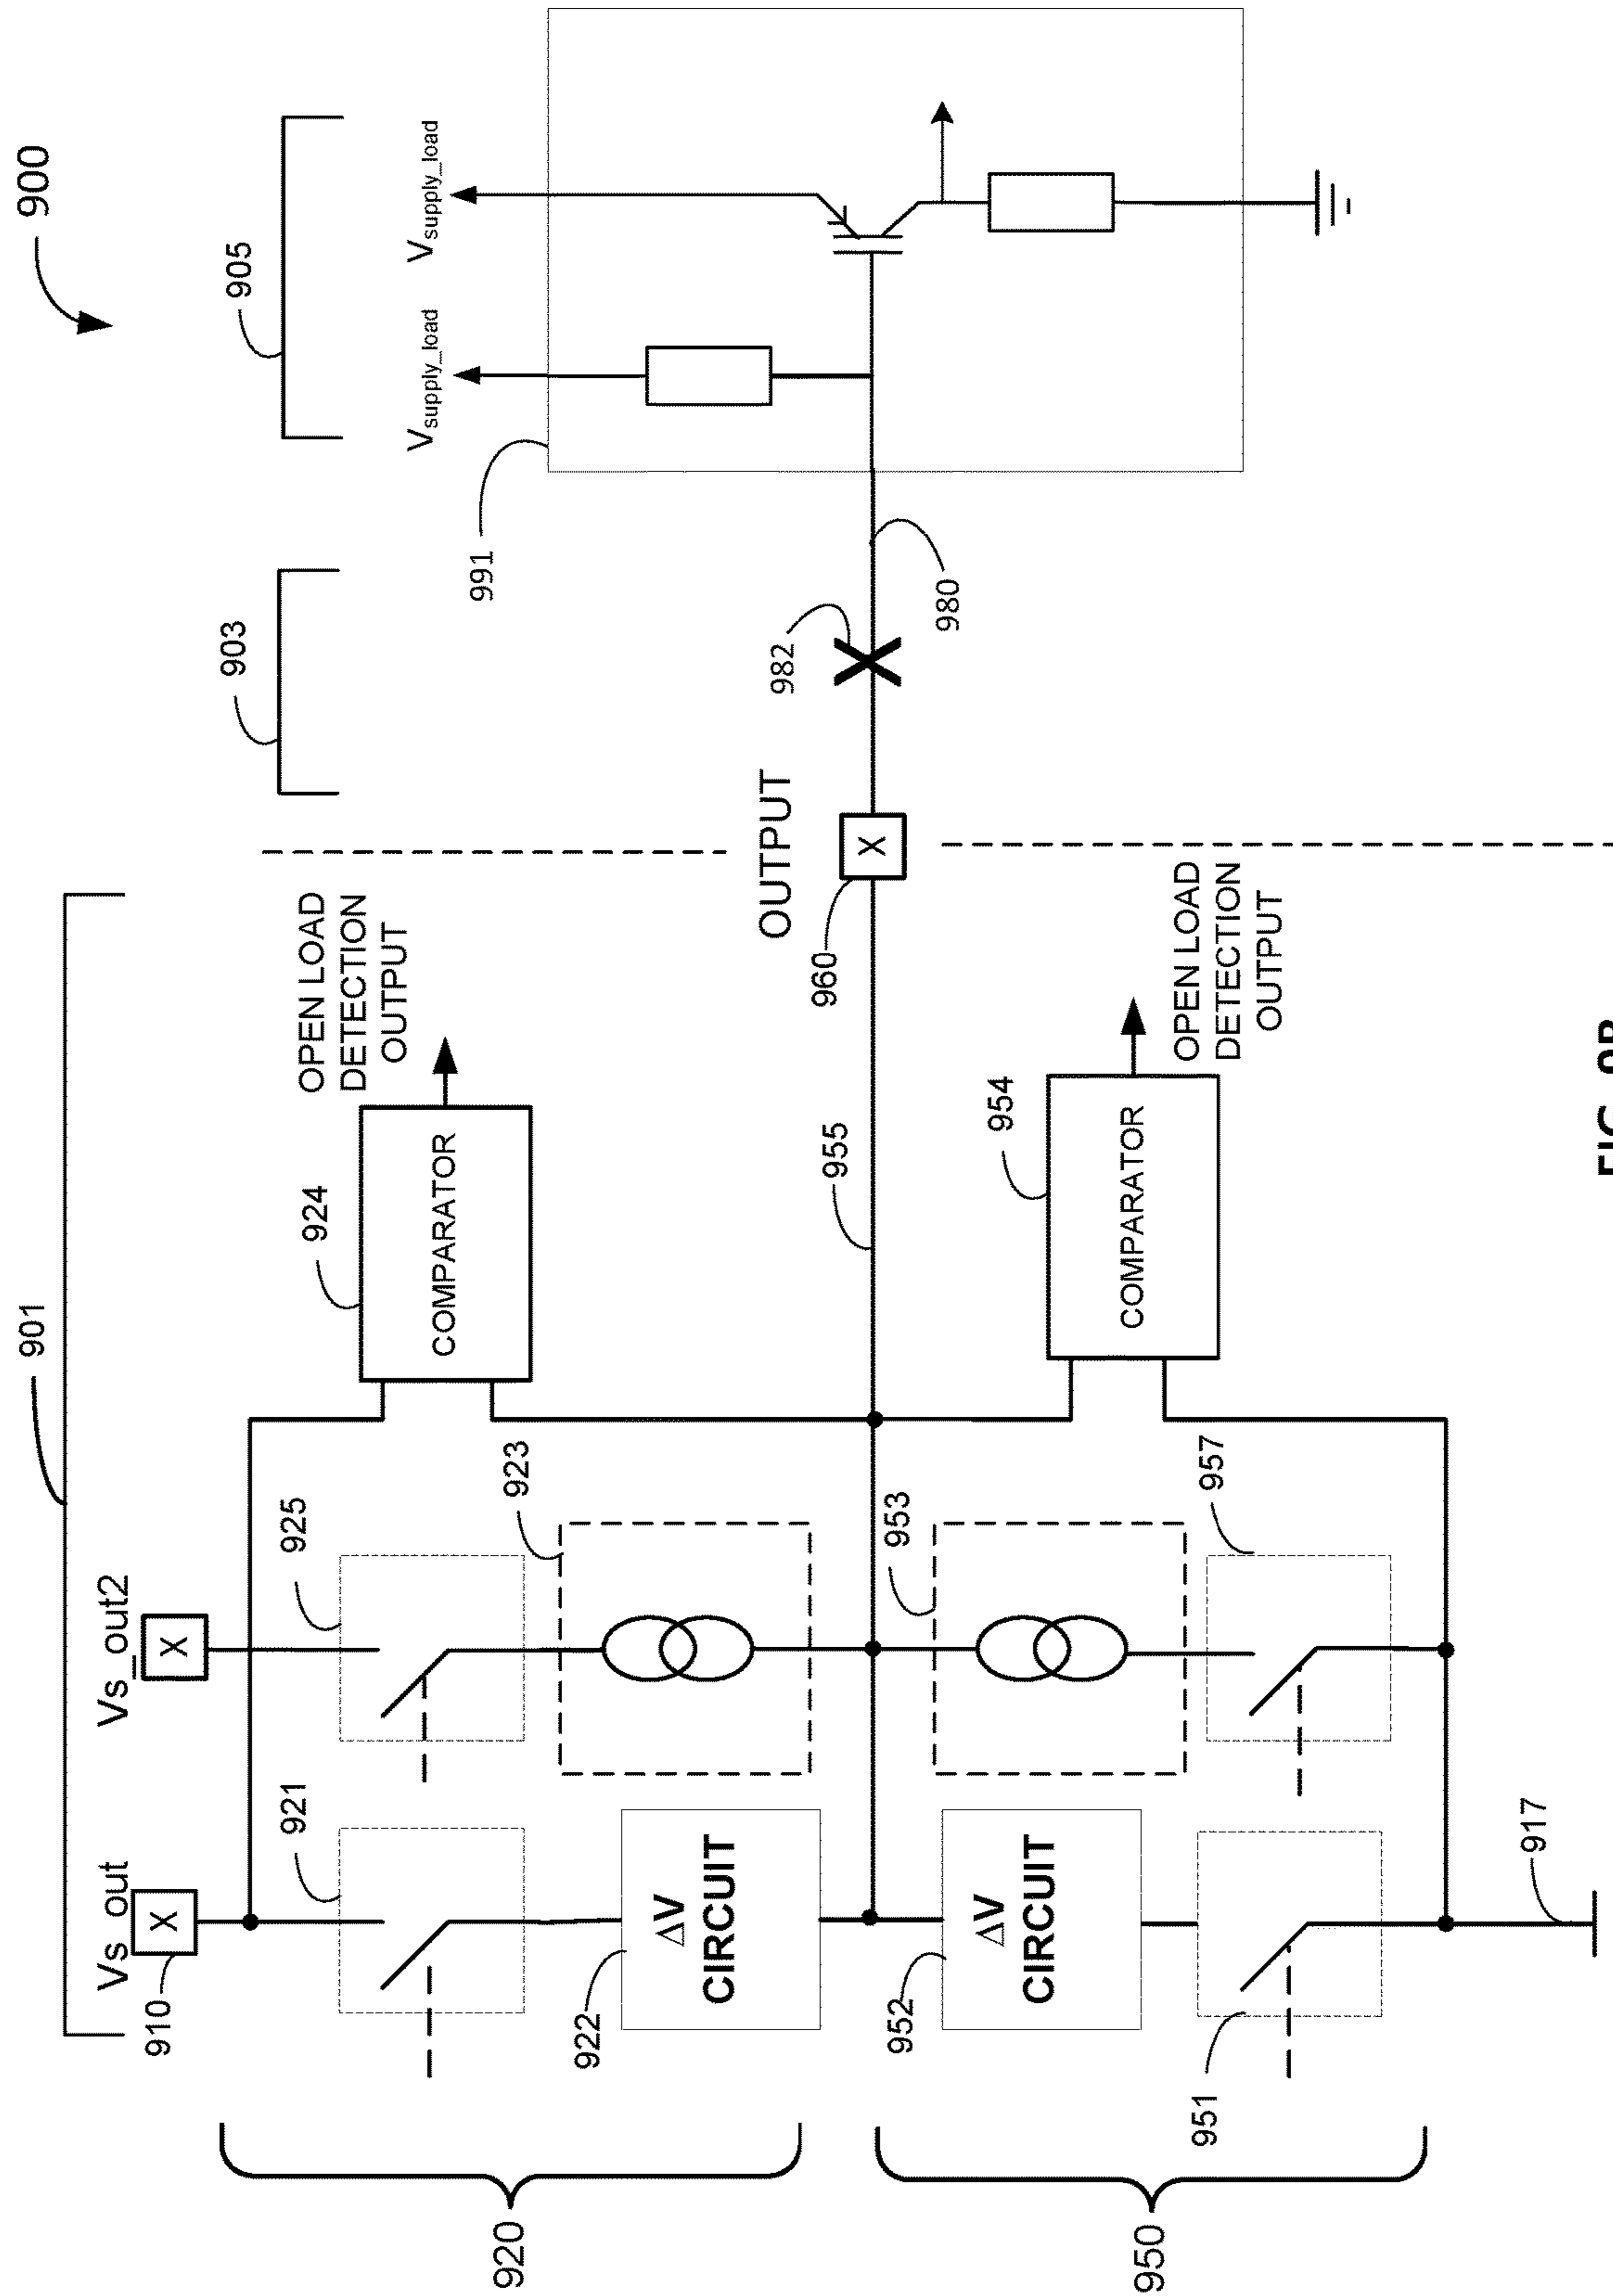 900
901
903
905
Vs_out
X
910
Vs_out2
X
921
925
924
COMPARATOR
OPEN LOAD
DETECTION
OUTPUT
Vsupply_load
Vsupply_load
991
920
922
ΔV
CIRCUIT
923
OUTPUT
X
960
982
X
980
955
950
952
ΔV
CIRCUIT
953
951
957
954
COMPARATOR
OPEN LOAD
DETECTION
OUTPUT
917